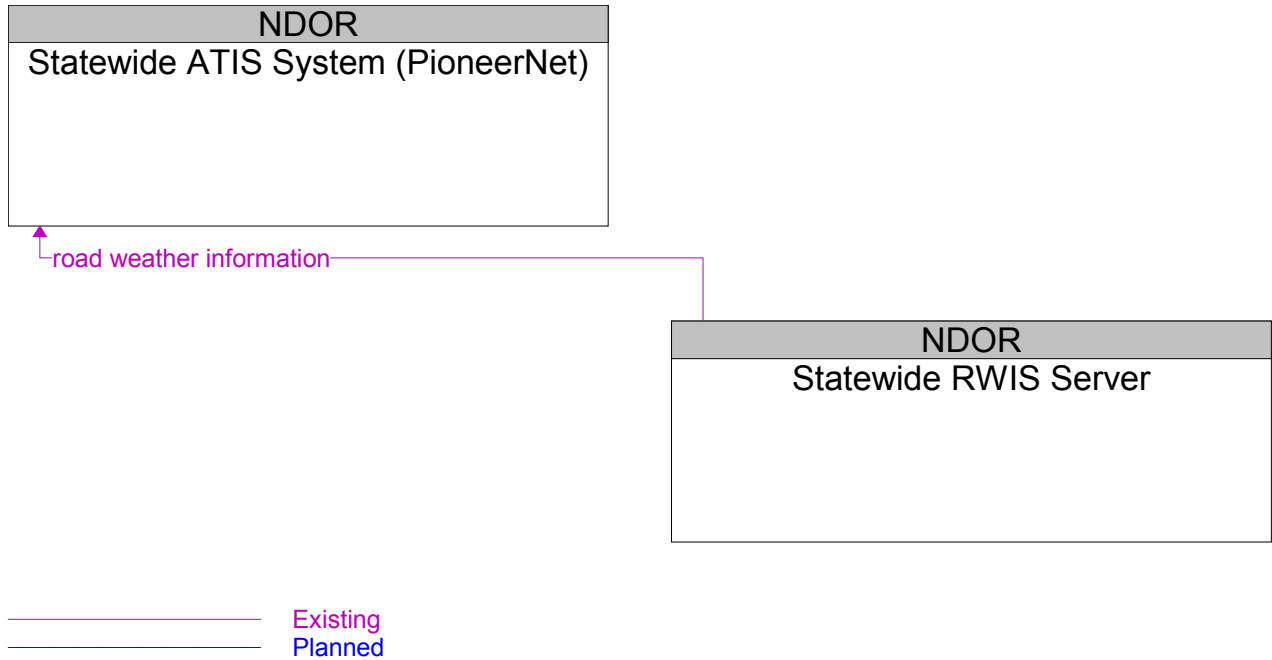 NDOR
Statewide ATIS System (PioneerNet)
road weather information
NDOR
Statewide RWIS Server
Existing
Planned